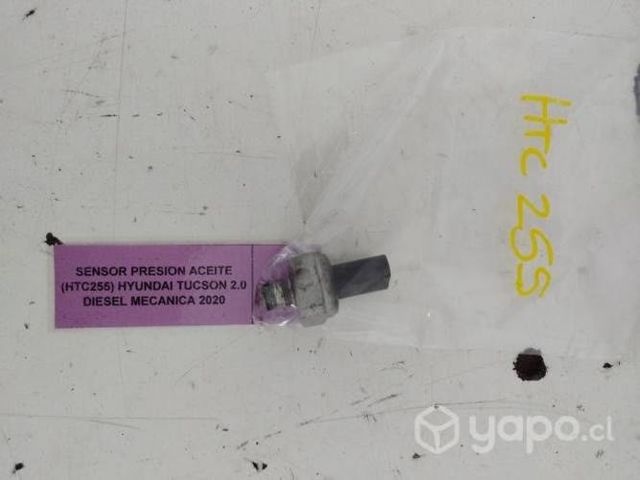 SENSOR PRESION ACEITE
(HTC255) HYUNDAI TUCSON 2.0
DIESEL MECANICA 2020
HTC 255
yapo.cl